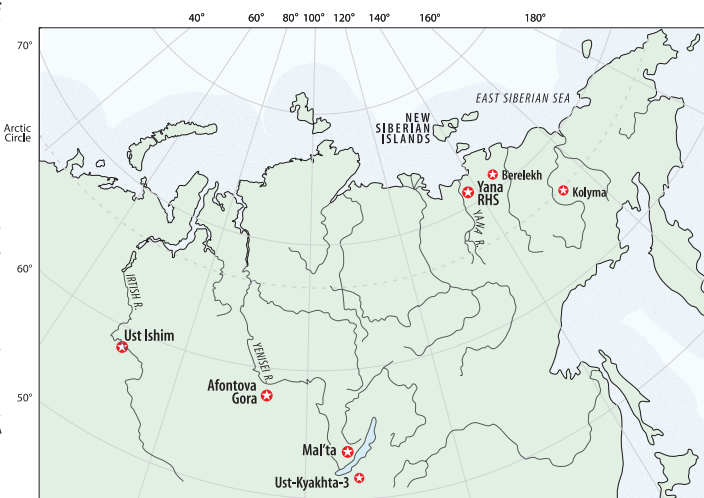 40° 60° 80° 100° 120° 140° 160° 180°
70°
EAST SIBERIAN SEA
NEW
SIBERIAN
ISLANDS
Arctic
Circle
Berelekh
Yana
RHS
Kolyma
YANA R.
60°
IRTISH R.
Ust Ishim
YENISEI R.
Afontova
Gora
50°
Mal'ta
Ust-Kyakhta-3